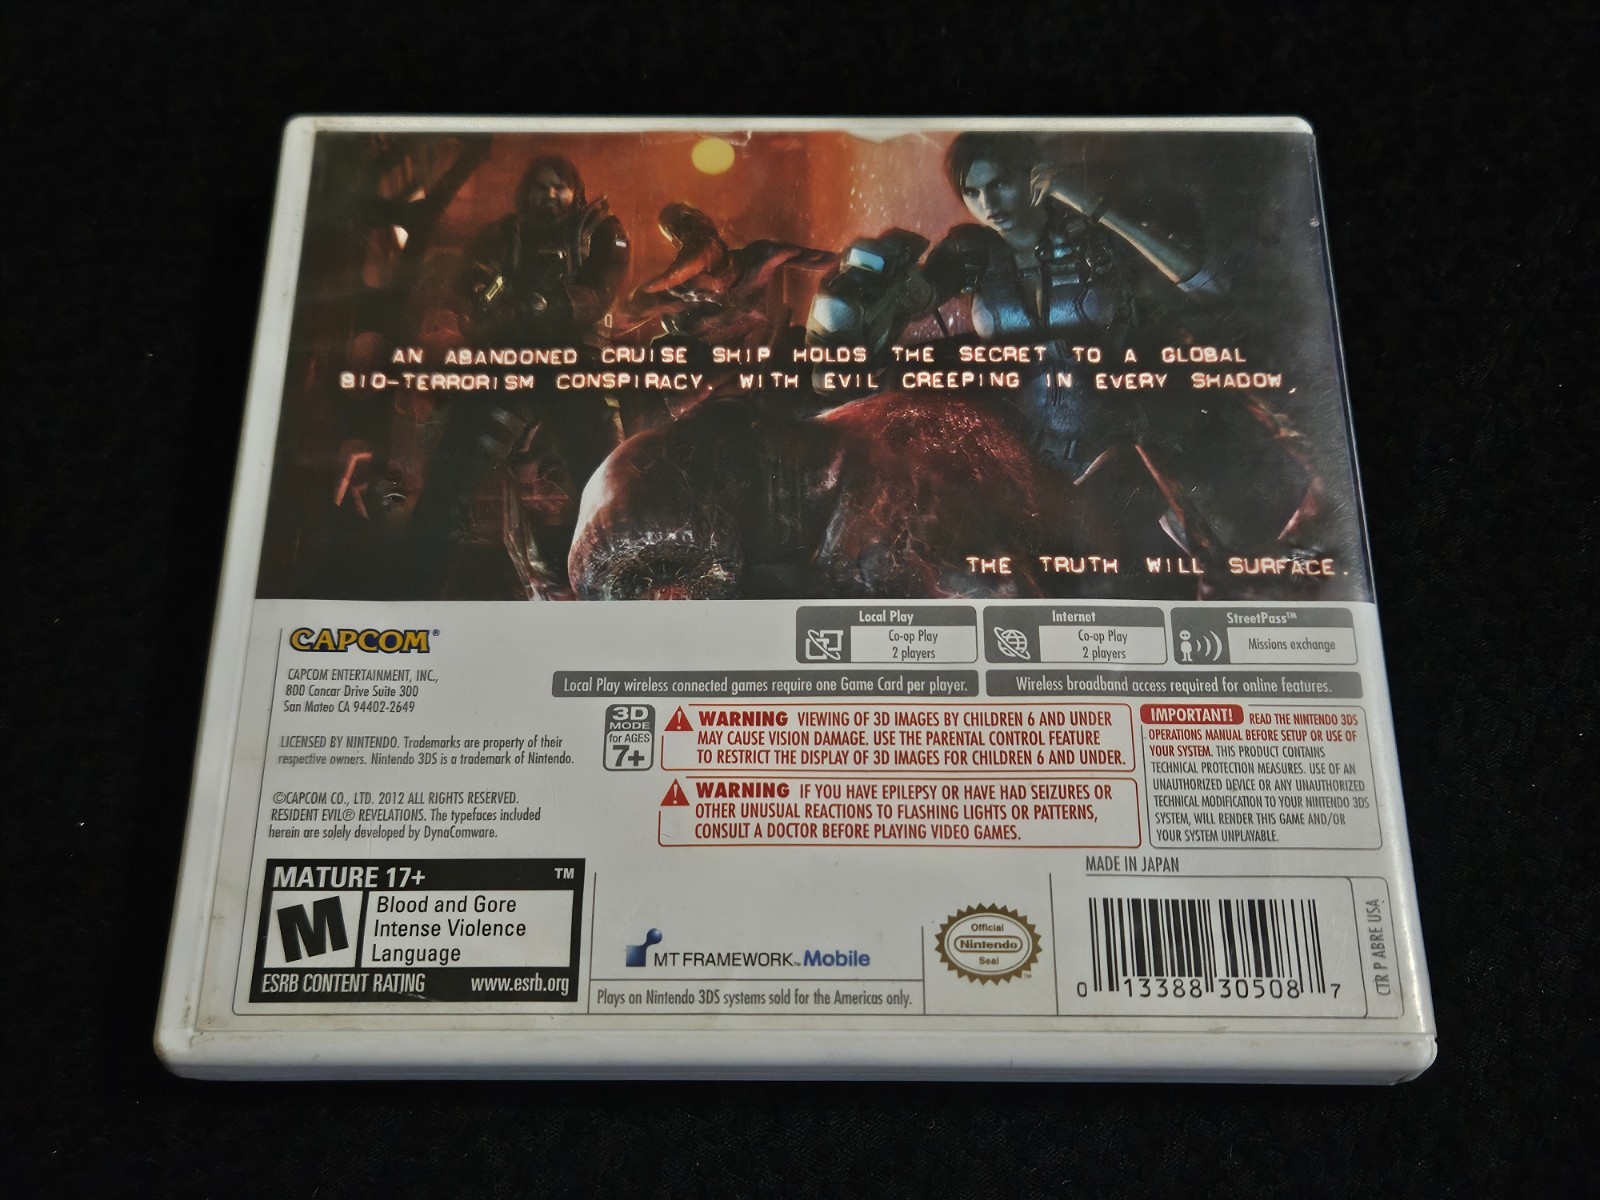 AN ABANDONED CRUISE SHIP HOLDS THE SECRET TO A GLOBAL
BIO-TERRORISM CONSPIRACY. WITH EVIL CREEPING IN EVERY SHADOW,
THE TRUTH WILL SURFACE.
CAPCOM®
CAPCOM ENTERTAINMENT, INC.,
800 Concar Drive Suite 300
San Mateo CA 94402-2649
LICENSED BY NINTENDO. Trademarks are property of their
respective owners. Nintendo 3DS is a trademark of Nintendo.
©CAPCOM CO., LTD. 2012 ALL RIGHTS RESERVED.
RESIDENT EVIL® REVELATIONS. The typefaces included
herein are solely developed by DynaComware.
Local Play
Co-op Play
2 players
Internet
Co-op Play
2 players
StreetPass™
Missions exchange
Local Play wireless connected games require one Game Card per player.
Wireless broadband access required for online features.
3D
MODE
for AGES
7+
WARNING VIEWING OF 3D IMAGES BY CHILDREN 6 AND UNDER
MAY CAUSE VISION DAMAGE. USE THE PARENTAL CONTROL FEATURE
TO RESTRICT THE DISPLAY OF 3D IMAGES FOR CHILDREN 6 AND UNDER.
WARNING IF YOU HAVE EPILEPSY OR HAVE HAD SEIZURES OR
OTHER UNUSUAL REACTIONS TO FLASHING LIGHTS OR PATTERNS,
CONSULT A DOCTOR BEFORE PLAYING VIDEO GAMES.
IMPORTANT! READ THE NINTENDO 3DS
OPERATIONS MANUAL BEFORE SETUP OR USE OF
YOUR SYSTEM. THIS PRODUCT CONTAINS
TECHNICAL PROTECTION MEASURES. USE OF AN
UNAUTHORIZED DEVICE OR ANY UNAUTHORIZED
TECHNICAL MODIFICATION TO YOUR NINTENDO 3DS
SYSTEM, WILL RENDER THIS GAME AND/OR
YOUR SYSTEM UNPLAYABLE.
MADE IN JAPAN
MATURE 17+ ™
M
Blood and Gore
Intense Violence
Language
ESRB CONTENT RATING www.esrb.org
MT FRAMEWORK™ Mobile
Plays on Nintendo 3DS systems sold for the Americas only.
Official
Nintendo
Seal
™
0 13388 30508 7
CTR P ABRE USA